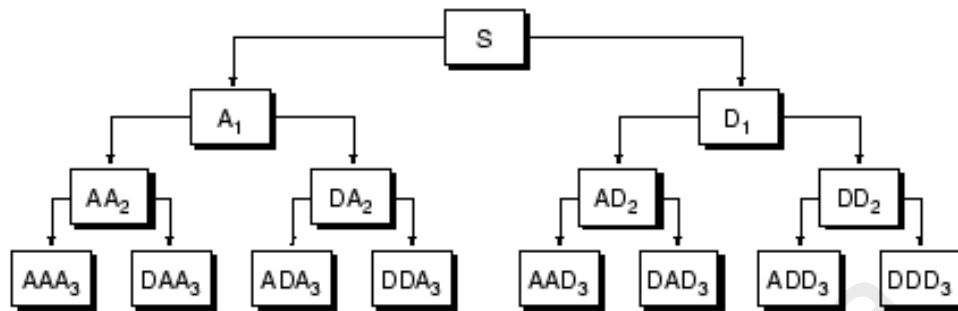 S
A₁ D₁
AA₂ DA₂ AD₂ DD₂
AAA₃ DAA₃ ADA₃ DDA₃ AAD₃ DAD₃ ADD₃ DDD₃